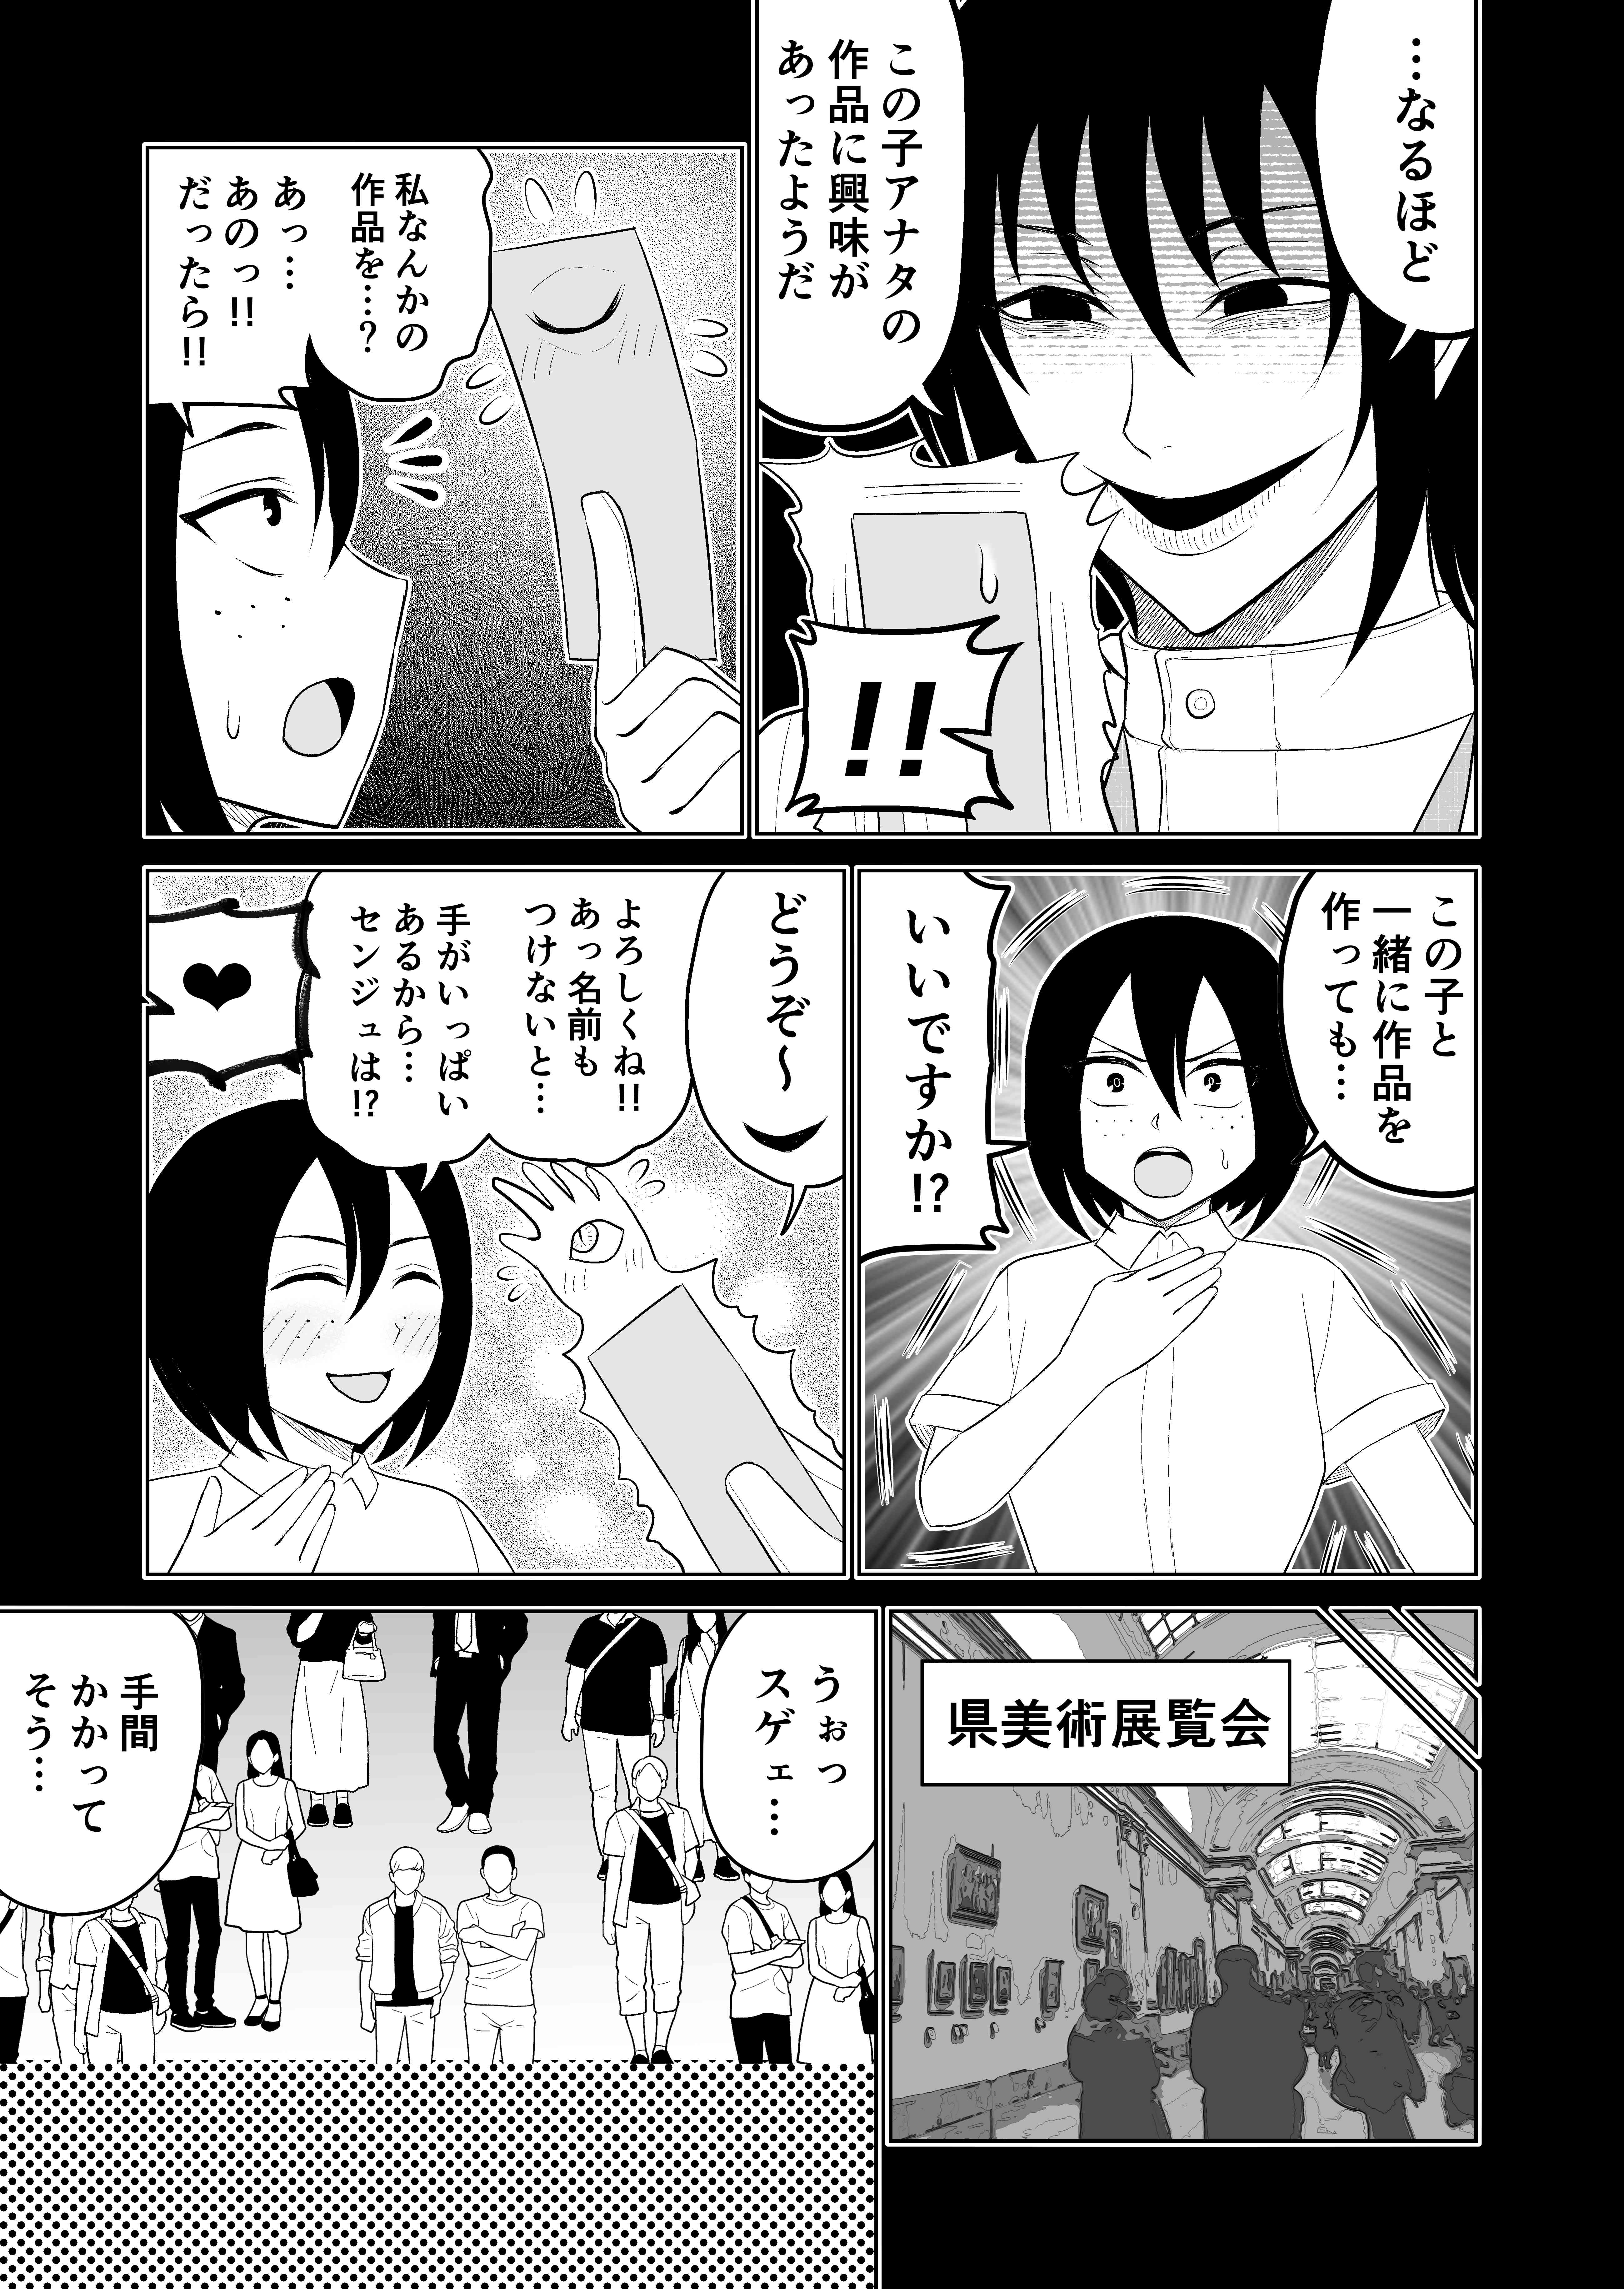 …なるほど
この子アナタの
作品に興味が
あったようだ
!!
私なんかの
作品を…?
あっ…
あのっ!!
だったら!!
この子と
一緒に作品を
作っても…
いいですか!?
どうぞ～
よろしくね!!
あっ名前も
つけないと…
手がいっぱい
あるから…
センジュは!?
❤
県美術展覧会
うぉっ
スゲェ…
手間
かかって
そう…